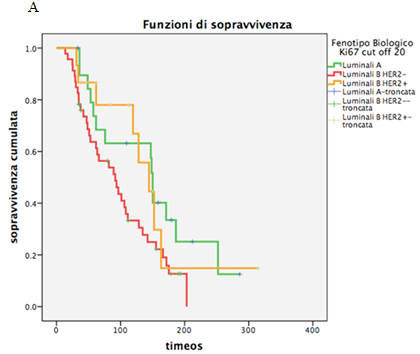 A
Funzioni di sopravvivenza
Fenotipo Biologico
Ki67 cut off 20
Luminali A
Luminali B HER2-
Luminali B HER2+
Luminali A-troncata
Luminali B HER2--
troncata
Luminali B HER2+-
troncata
sopravvivenza cumulata
1.0
0.8
0.6
0.4
0.2
0.0
0
100
200
300
400
timeos